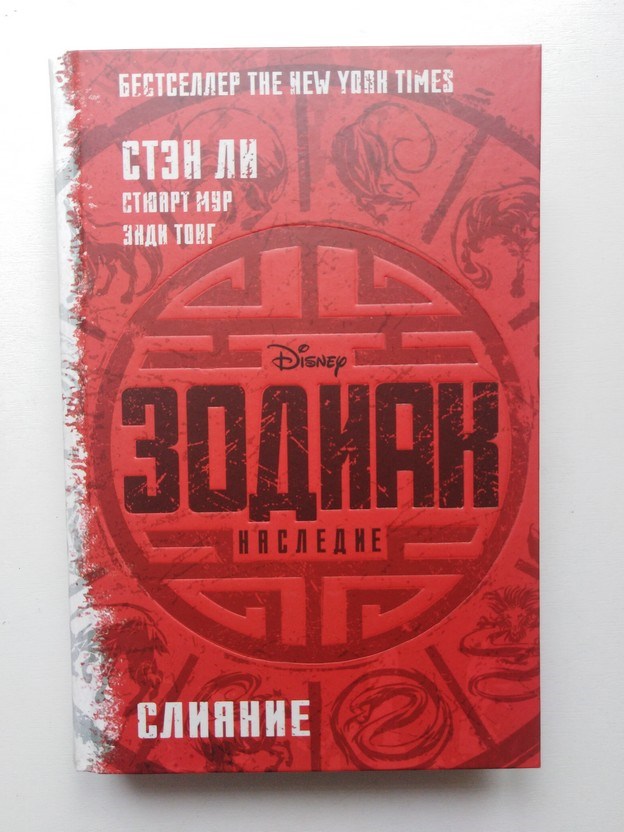 БЕСТСЕЛЛЕР THE NEW YORK TIMES
СТЭН ЛИ
СТЮАРТ МУР
ЭНДИ ТОНГ
Disney
ЗОДИАК
НАСЛЕДИЕ
СЛИЯНИЕ